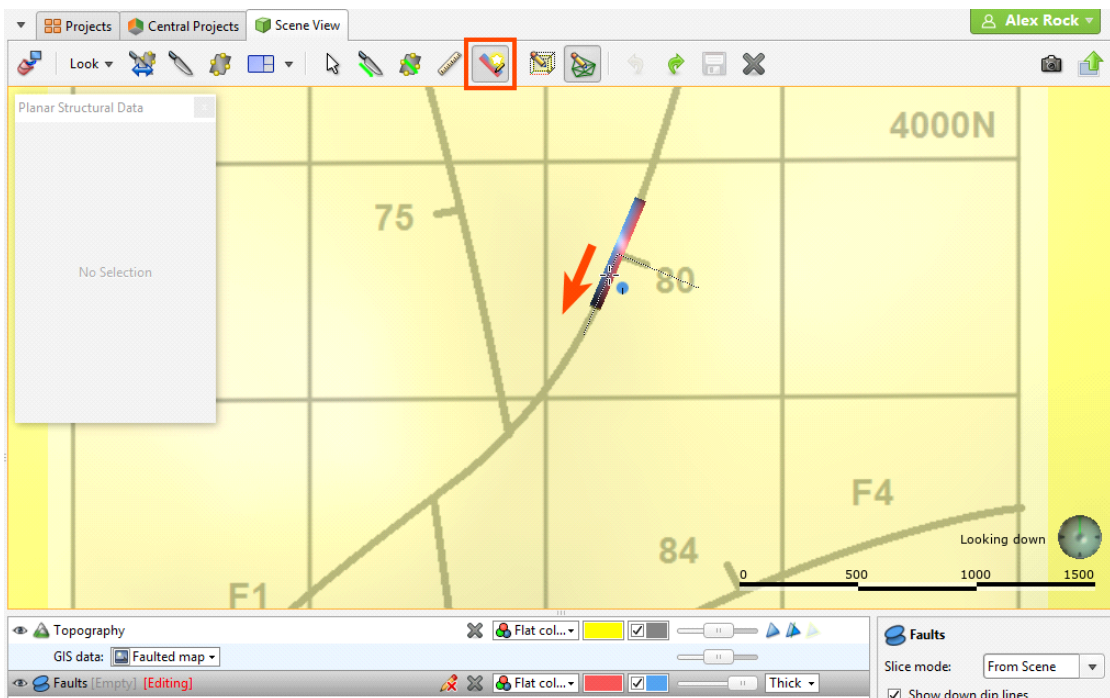 Projects Central Projects Scene View Alex Rock
Look
Planar Structural Data
No Selection
4000N
75
80
F4
84
F1
Looking down
0 500 1000 1500
Topography Flat col...
GIS data: Faulted map
Faults [Empty] [Editing] Flat col... Thick
Faults
Slice mode: From Scene
Show down dip lines